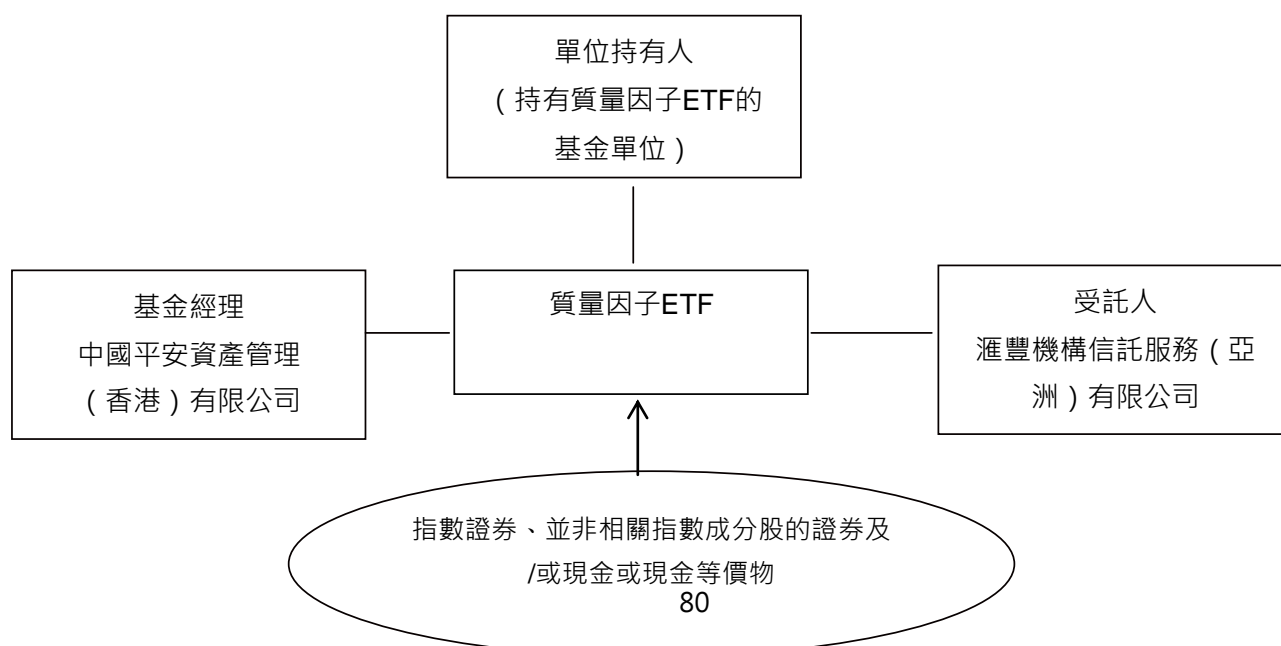 單位持有人
（持有質量因子ETF的
基金單位）
基金經理
中國平安資產管理
（香港）有限公司
質量因子ETF
受託人
滙豐機構信託服務（亞
洲）有限公司
指數證券、並非相關指數成分股的證券及
/或現金或現金等價物
80